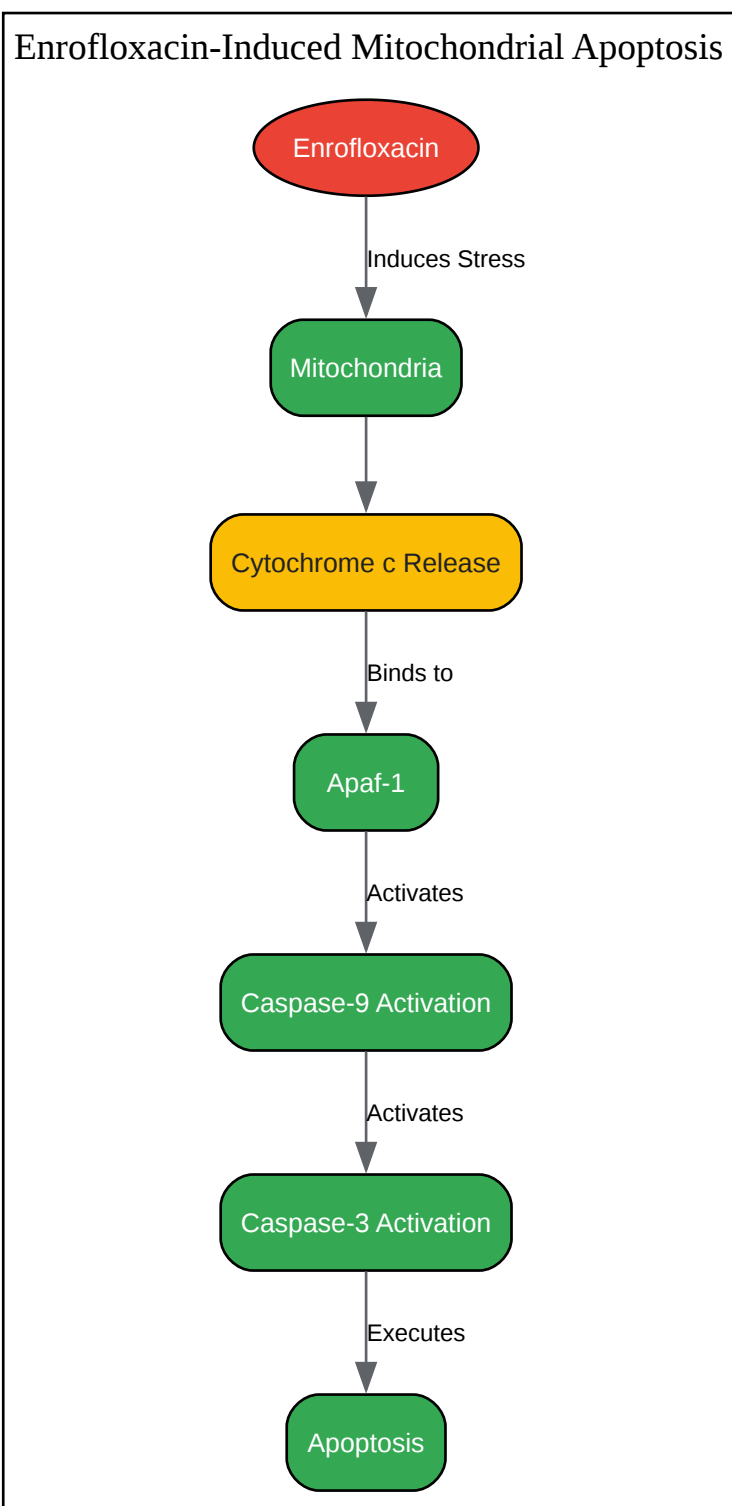 Enrofloxacin-Induced Mitochondrial Apoptosis
Enrofloxacin
Induces Stress
Mitochondria
Cytochrome c Release
Binds to
Apaf-1
Activates
Caspase-9 Activation
Activates
Caspase-3 Activation
Executes
Apoptosis